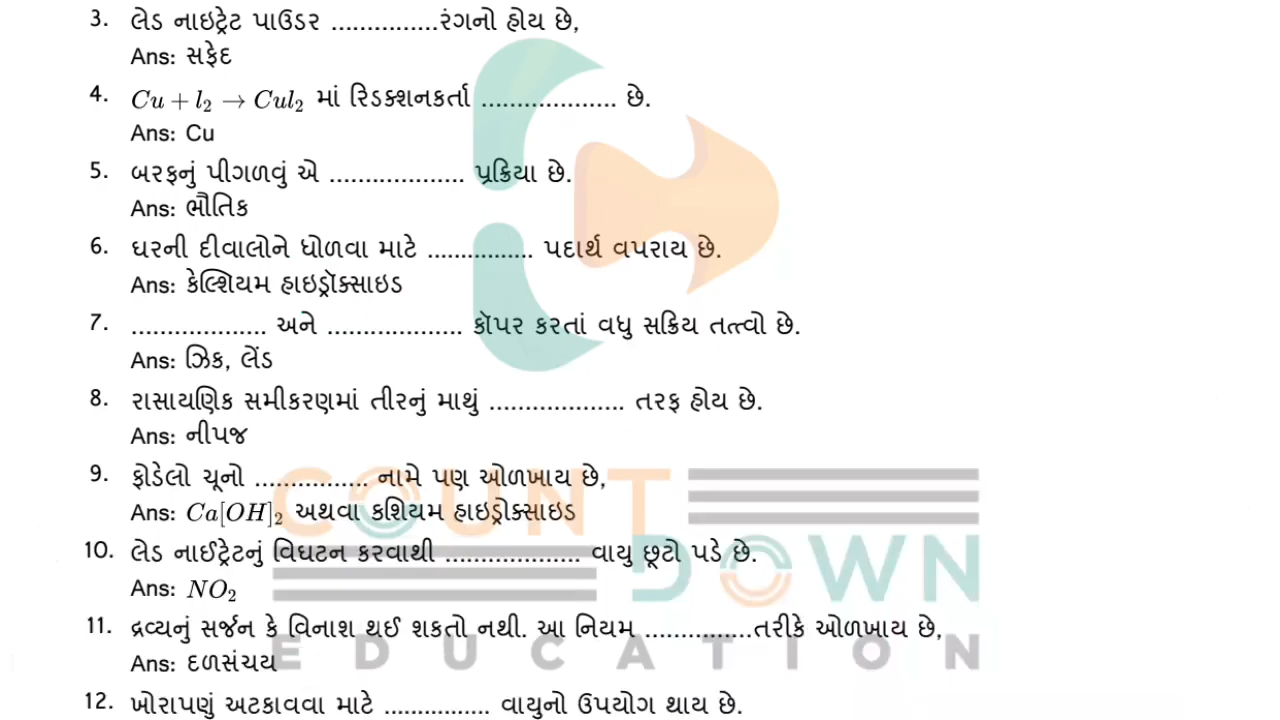 3. લેડ નાઇટ્રેટ પાઉડર ...............રંગનો હોય છે,
Ans: સફેદ
4. Cu + l₂ → Cul₂ માં રિડક્શનકર્તા ................... છે.
Ans: Cu
5. બરફનું પીગળવું એ ................... પ્રક્રિયા છે.
Ans: ભૌતિક
6. ઘરની દીવાલોને ધોળવા માટે ............... પદાર્થ વપરાય છે.
Ans: કેલ્શિયમ હાઇડ્રૉક્સાઇડ
7. ................... અને ................... કૉપર કરતાં વધુ સક્રિય તત્ત્વો છે.
Ans: ઝિંક, લેંડ
8. રાસાયણિક સમીકરણમાં તીરનું માથું ................... તરફ હોય છે.
Ans: નીપજ
9. ફોડેલો ચૂનો ................ નામે પણ ઓળખાય છે,
Ans: Ca[OH]₂ અથવા કશિયમ હાઇડ્રોક્સાઇડ
10. લેડ નાઈટ્રેટનું વિઘટન કરવાથી ................... વાયુ છૂટો પડે છે.
Ans: NO₂
11. દ્રવ્યનું સર્જન કે વિનાશ થઈ શકતો નથી. આ નિયમ ...............તરીકે ઓળખાય છે,
Ans: દળસંચય
12. ખોરાપણું અટકાવવા માટે ............... વાયુનો ઉપયોગ થાય છે.
COUNT
DOWN
EDUCATION